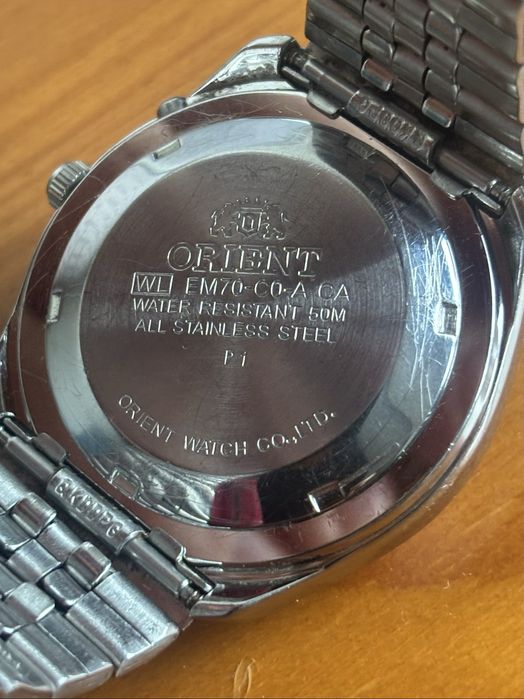 ORIENT
WL EM70-C0-A CA
WATER RESISTANT 50M
ALL STAINLESS STEEL
P1
ORIENT WATCH CO.,LTD.